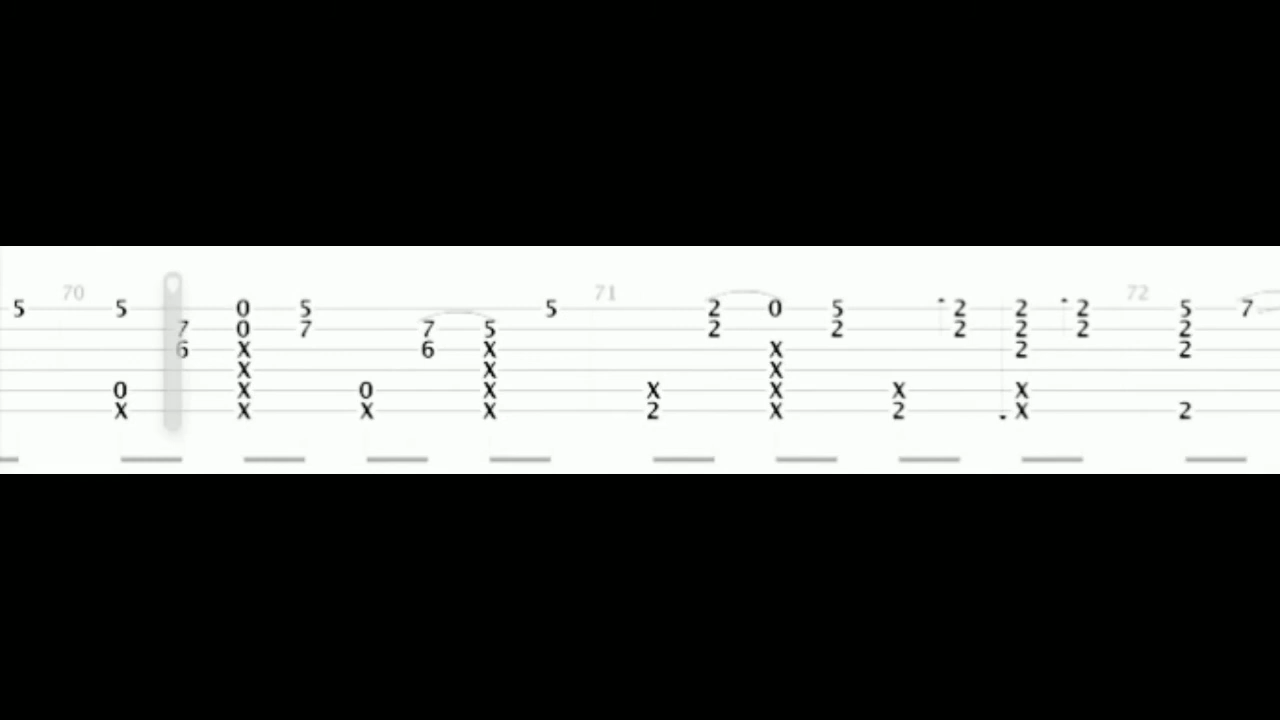 70 71 72
5 5 0 5 5 2 0 5 2 2 2 5 7
7 0 7 7 5 2 2 2 2 2 2
6 X 6 X X 2 2
X X X
0 X 0 X X X X X
X X X X 2 X 2 X 2